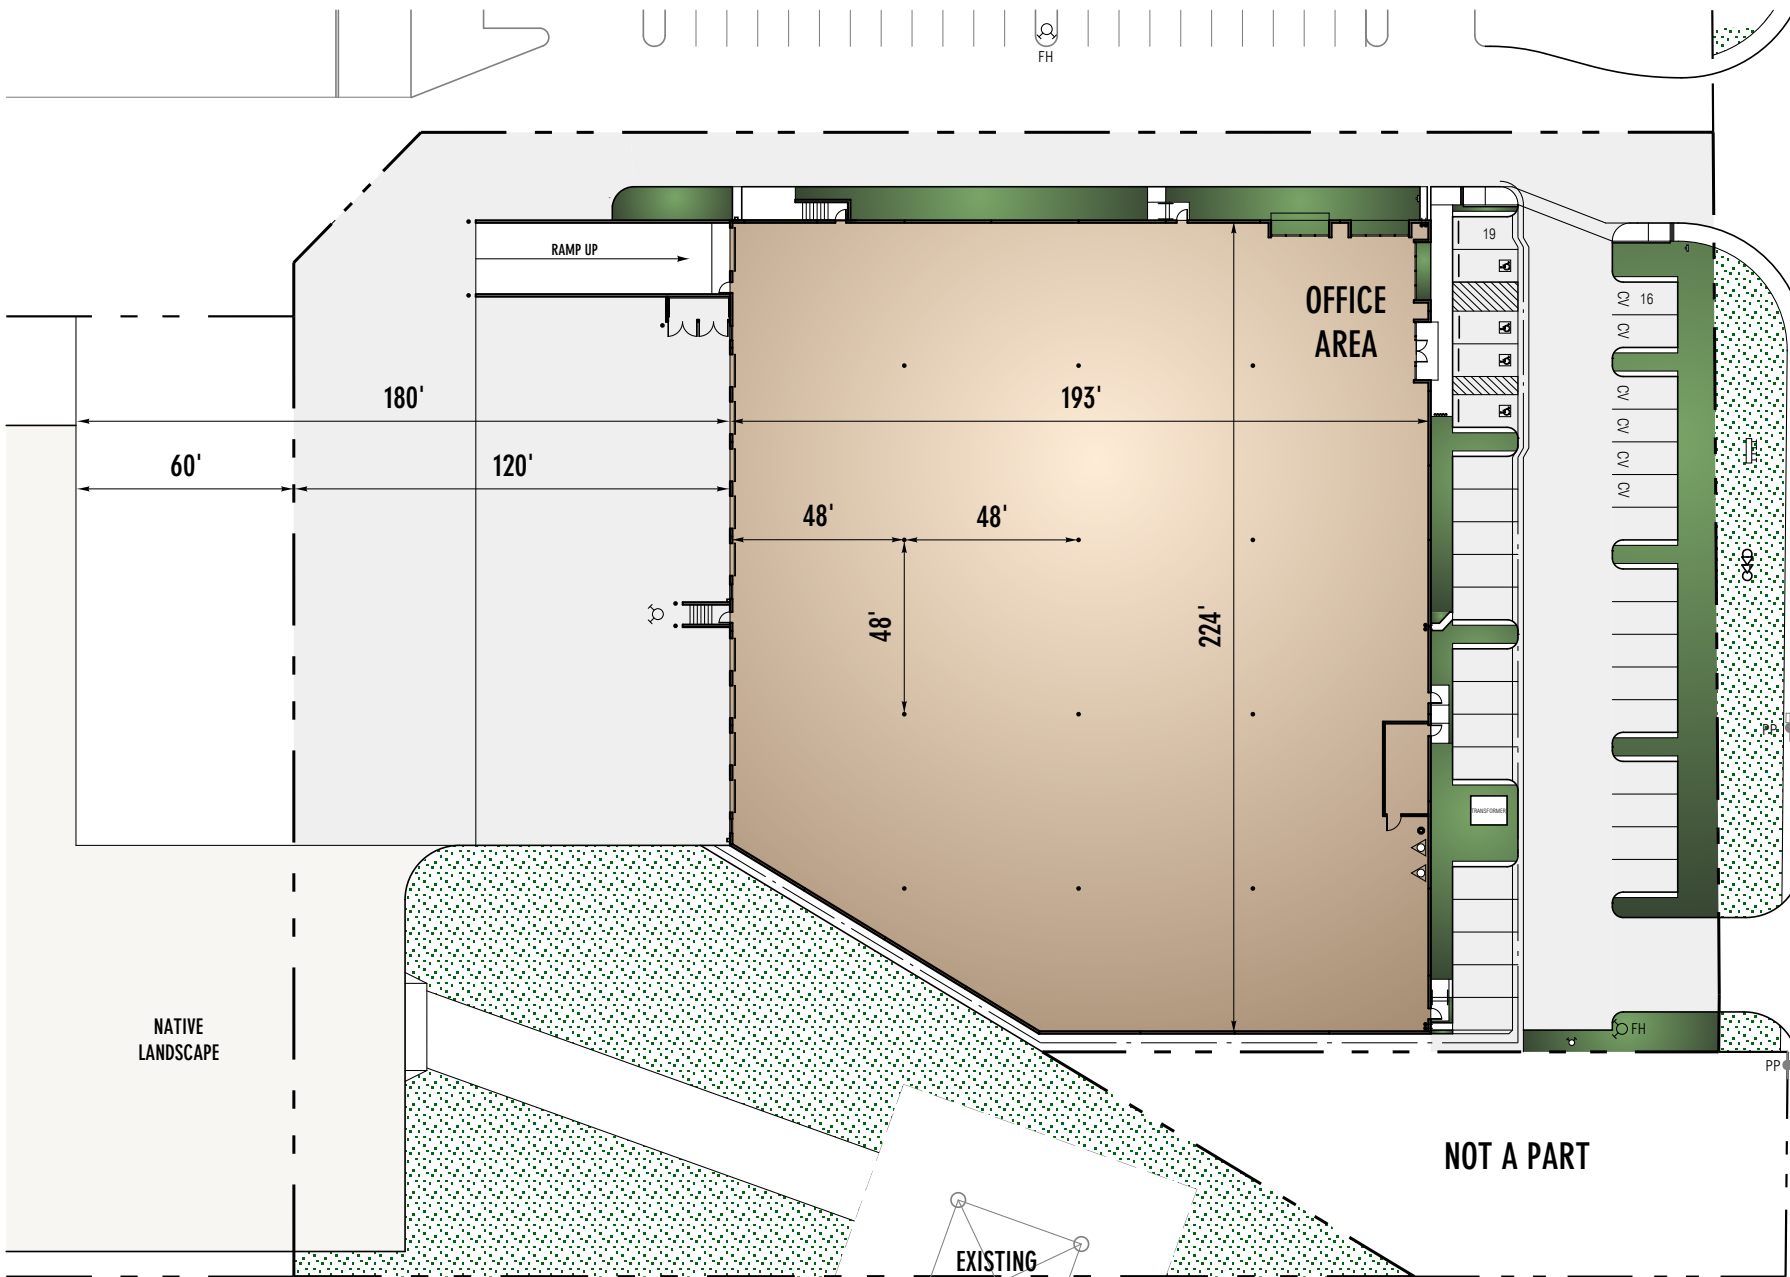 FH
RAMP UP
19
OFFICE
AREA
CV 16
CV
180'
193'
CV
CV
60'
120'
CV
CV
48'
48'
48'
224'
PP
TRANSFORMER
NATIVE
LANDSCAPE
FH
PP
NOT A PART
EXISTING